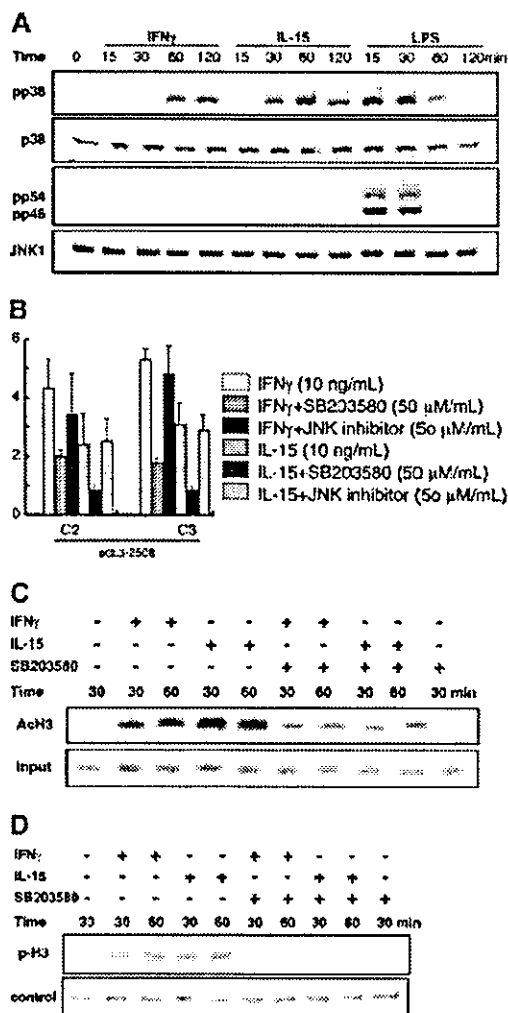 A
IFNγ IL-15 LPS
Time 0 15 30 60 120 15 30 60 120 15 30 60 120min
pp38
p38
pp54
pp46
JNK1
B
6
4
2
0
C2 C3
IFNγ (10 ng/mL)
IFNγ+SB203580 (50 μM/mL)
IFNγ+JNK inhibitor (5o μM/mL)
IL-15 (10 ng/mL)
IL-15+SB203580 (50 μM/mL)
IL-15+JNK inhibitor (5o μM/mL)
C
IFNγ - + + - - + + - - -
IL-15 - - - + + - - + + -
SB203580 - - - - - + + + + +
Time 30 30 60 30 60 30 60 30 60 30 min
AcH3
Input
D
IFNγ - + + - - + + - - -
IL-15 - - - + + - - + + -
SB203580 - - - - - + + + + +
Time 30 30 60 30 60 30 60 30 60 30 min
p-H3
control